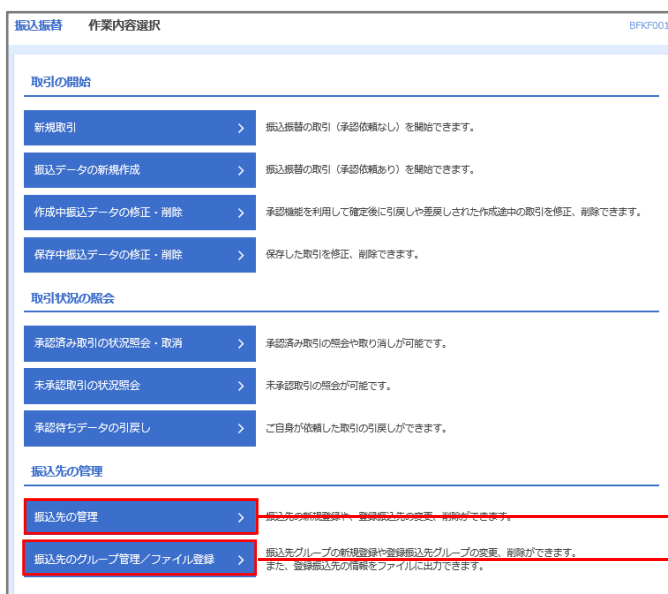 振込振替 作業内容選択 BFKF001
取引の開始
新規取引 > 振込振替の取引(承認依頼なし)を開始できます。
振込データの新規作成 > 振込振替の取引(承認依頼あり)を開始できます。
作成中振込データの修正・削除 > 承認機能を利用して確定後に引戻しや差戻しされた作成途中の取引を修正、削除できます。
保存中振込データの修正・削除 > 保存した取引を修正、削除できます。
取引状況の照会
承認済み取引の状況照会・取消 > 承認済み取引の照会や取り消しが可能です。
未承認取引の状況照会 > 未承認取引の照会が可能です。
承認待ちデータの引戻し > ご自身が依頼した取引の引戻しができます。
振込先の管理
振込先の管理 > 振込先の新規登録や、登録振込先の変更、削除ができます。
振込先のグループ管理/ファイル登録 > 振込先グループの新規登録や登録振込先グループの変更、削除ができます。
また、登録振込先の情報をファイルに出力できます。